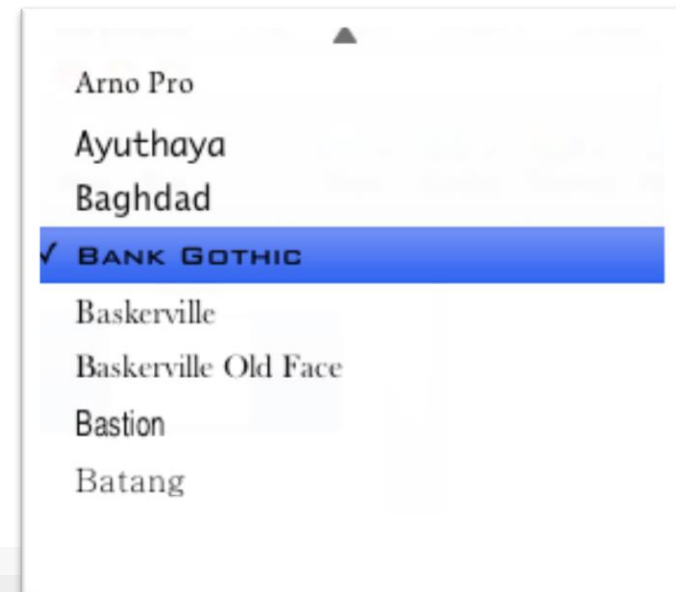 Arno Pro
Ayuthaya
Baghdad
✓ BANK GOTHIC
Baskerville
Baskerville Old Face
Bastion
Batang